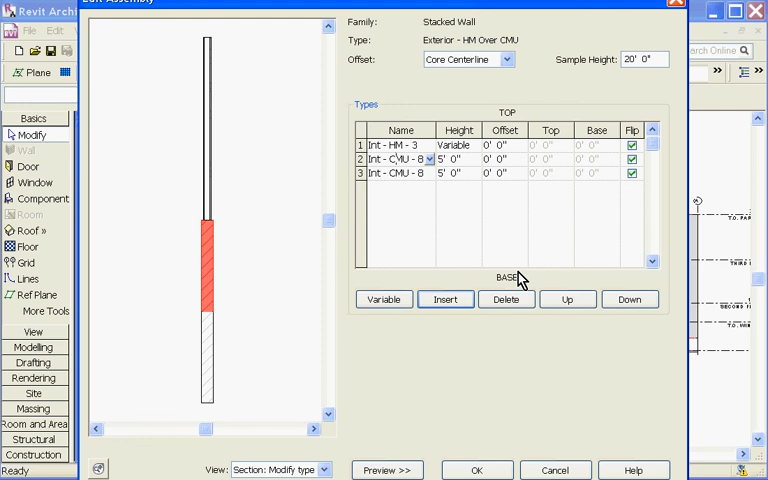 Revit Archi
Edit Assembly
File
Edit
Plane
Basics
Modify
Wall
Door
Window
Component
Room
Roof »
Floor
Grid
Lines
Ref Plane
More Tools
View
Modelling
Drafting
Rendering
Site
Massing
Room and Area
Structural
Construction
Ready
Family: Stacked Wall
Type: Exterior - HM Over CMU
Offset: Core Centerline Sample Height: 20' 0"
Types
TOP
Name Height Offset Top Base Flip
1 Int - HM - 3 Variable 0' 0" 0' 0" 0' 0"
2 Int - CMU - 8 5' 0" 0' 0" 0' 0" 0' 0"
3 Int - CMU - 8 5' 0" 0' 0" 0' 0" 0' 0"
BASE
Variable Insert Delete Up Down
View: Section: Modify type Preview >> OK Cancel Help
Search Online
»
T.O. PA
THIRD
SECOND F